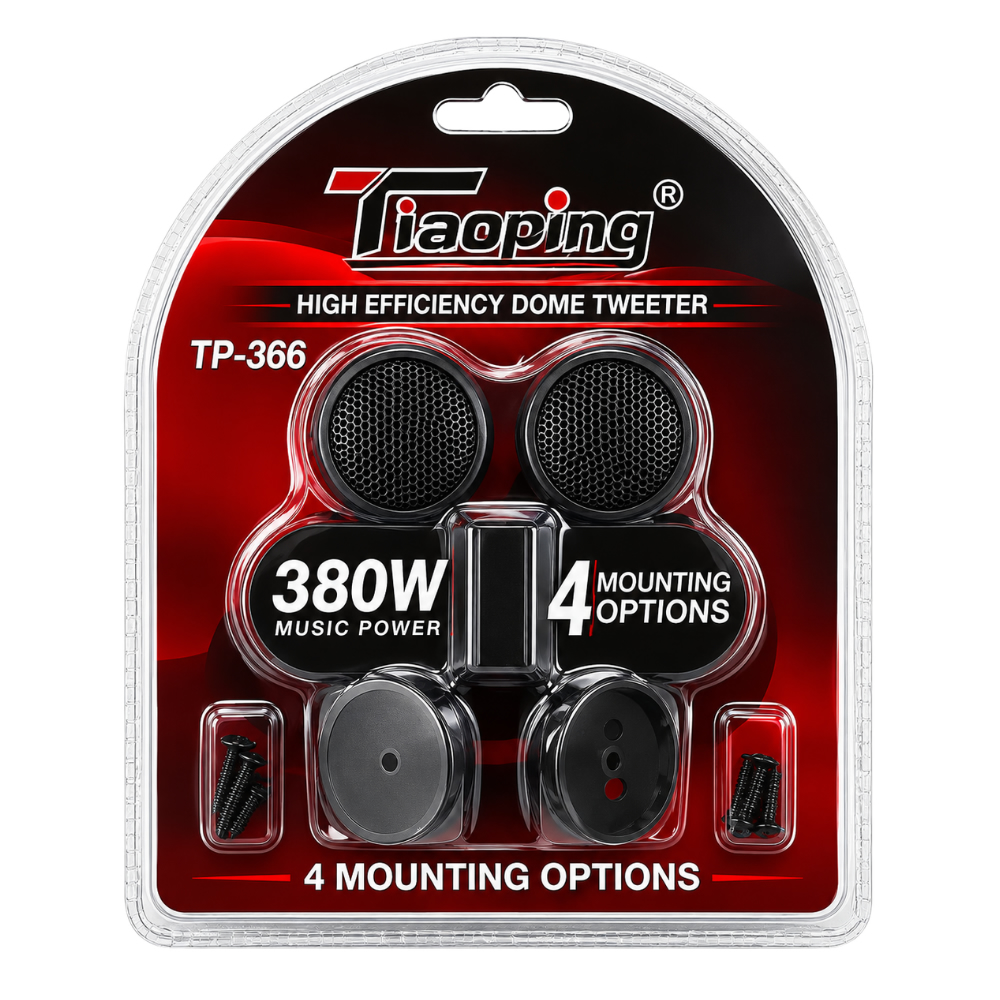 Tiaoping®
HIGH EFFICIENCY DOME TWEETER
TP-366
380W
MUSIC POWER
4 MOUNTING
OPTIONS
4 MOUNTING OPTIONS